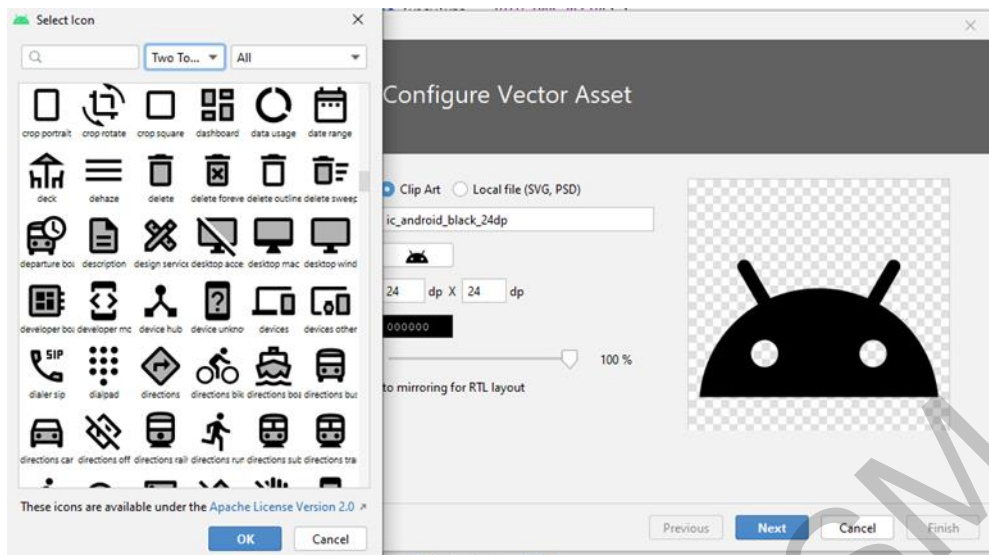 Select Icon
Two To...
All
crop portrait crop rotate crop square dashboard data usage date range
deck dehaze delete delete foreve delete outline delete sweep
departure boa description design service desktop acce desktop mac desktop wind
developer boa developer mc device hub device unkno devices devices other
SIP
dialer sip dialpad directions directions bik directions boa directions bus
directions car directions off directions rail directions run directions sub directions tra
These icons are available under the Apache License Version 2.0
OK
Cancel
Configure Vector Asset
Clip Art
Local file (SVG, PSD)
ic_android_black_24dp
24 dp X 24 dp
000000
100 %
to mirroring for RTL layout
Previous
Next
Cancel
Finish